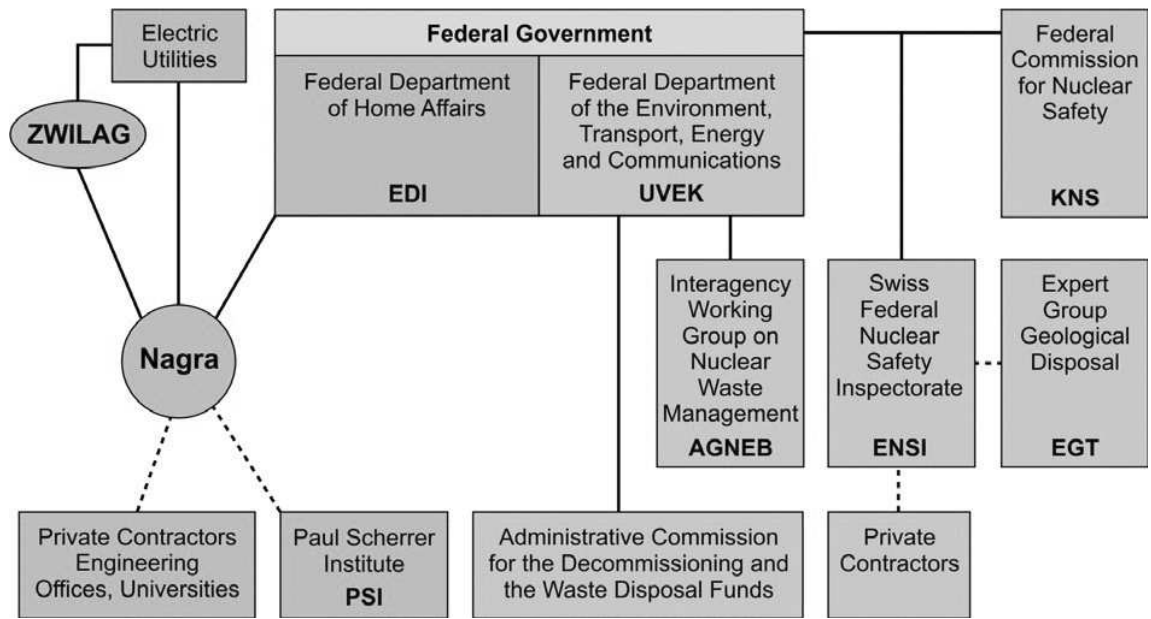 Electric
Utilities
ZWILAG
Federal Government
Federal Department
of Home Affairs
EDI
Federal Department
of the Environment,
Transport, Energy
and Communications
UVEK
Federal
Commission
for Nuclear
Safety
KNS
Nagra
Interagency
Working
Group on
Nuclear
Waste
Management
AGNEB
Swiss
Federal
Nuclear
Safety
Inspectorate
ENSI
Expert
Group
Geological
Disposal
EGT
Private Contractors
Engineering
Offices, Universities
Paul Scherrer
Institute
PSI
Administrative Commission
for the Decommissioning and
the Waste Disposal Funds
Private
Contractors